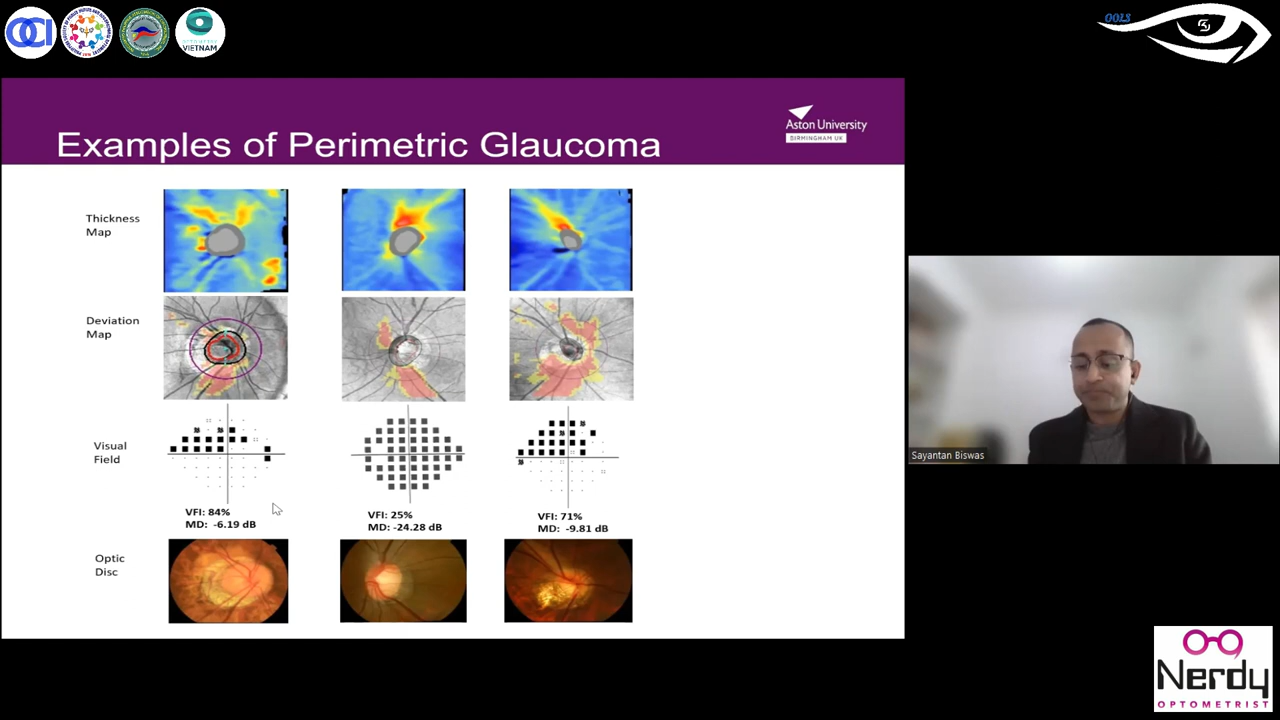 OCI
VIETNAM
OOLS
Aston University
BIRMINGHAM UK
Examples of Perimetric Glaucoma
Thickness
Map
Deviation
Map
Visual
Field
VFI: 84%
MD: -6.19 dB
VFI: 25%
MD: -24.28 dB
VFI: 71%
MD: -9.81 dB
Optic
Disc
Sayantan Biswas
Nerdy
OPTOMETRIST